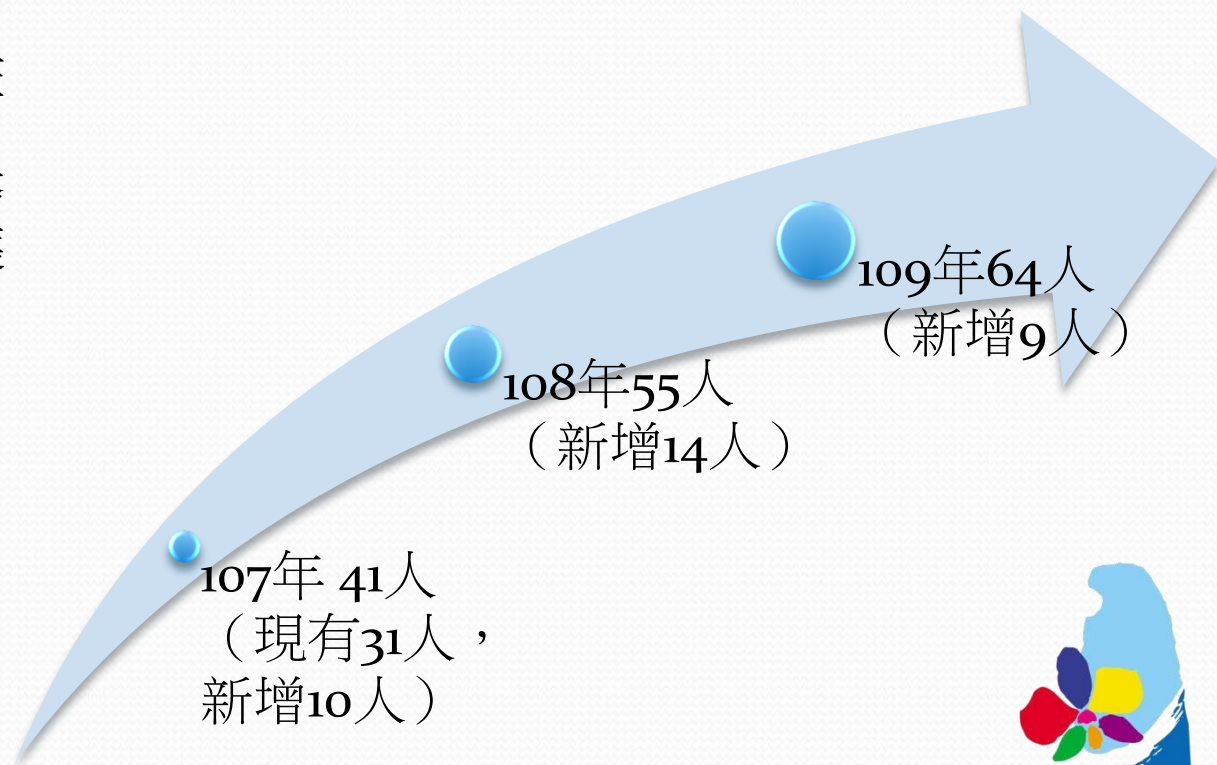 109年64人
（新增9人）
108年55人
（新增14人）
107年 41人
（現有31人，
新增10人）